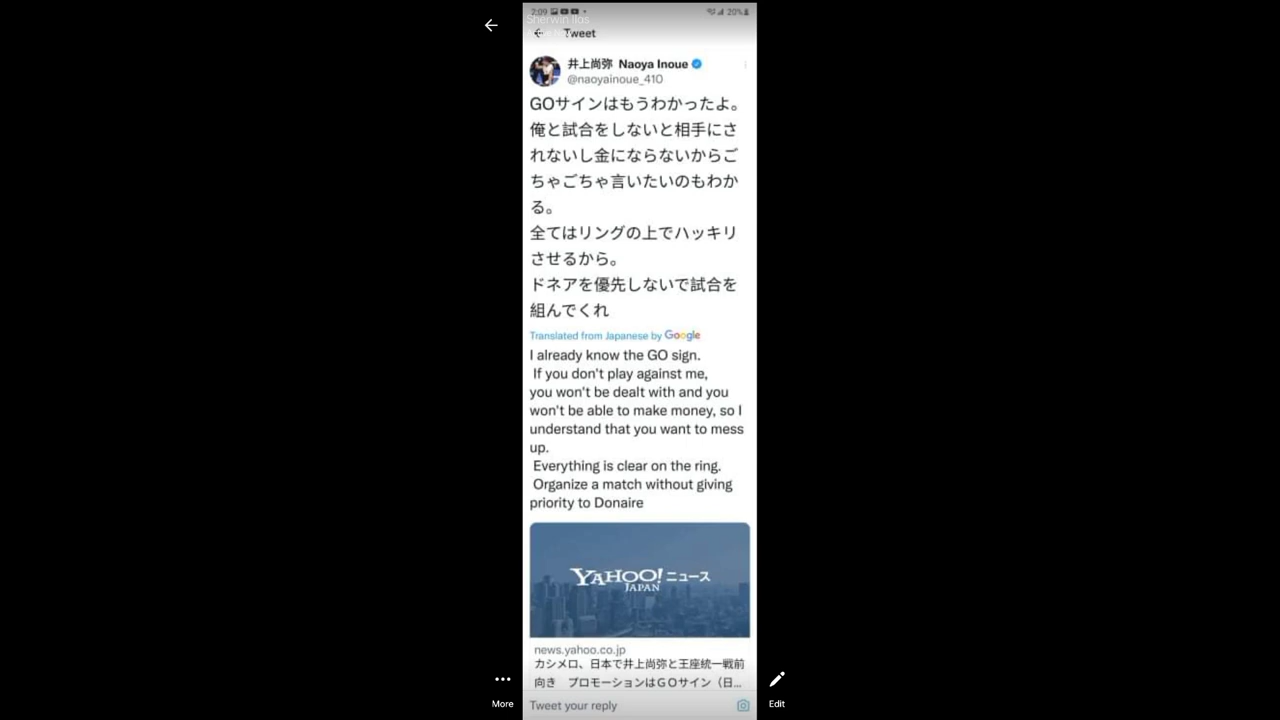 2:09
20%
Sherwin Ilas
Tweet
井上尚弥 Naoya Inoue
@naoyainoue_410
GOサインはもうわかったよ。
俺と試合をしないと相手にさ
れないし金にならないからご
ちゃごちゃ言いたいのもわか
る。
全てはリングの上でハッキリ
させるから。
ドネアを優先しないで試合を
組んでくれ
Translated from Japanese by Google
I already know the GO sign.
If you don't play against me,
you won't be dealt with and you
won't be able to make money, so I
understand that you want to mess
up.
Everything is clear on the ring.
Organize a match without giving
priority to Donaire
YAHOO! ニュース
JAPAN
news.yahoo.co.jp
カシメロ、日本で井上尚弥と王座統一戦前
向き プロモーションはＧＯサイン（日...
Tweet your reply
More
Edit